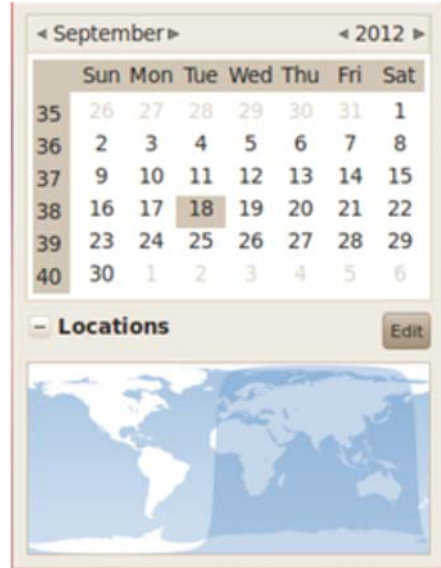 September 2012
Sun Mon Tue Wed Thu Fri Sat
35 26 27 28 29 30 31 1
36 2 3 4 5 6 7 8
37 9 10 11 12 13 14 15
38 16 17 18 19 20 21 22
39 23 24 25 26 27 28 29
40 30 1 2 3 4 5 6
Locations Edit